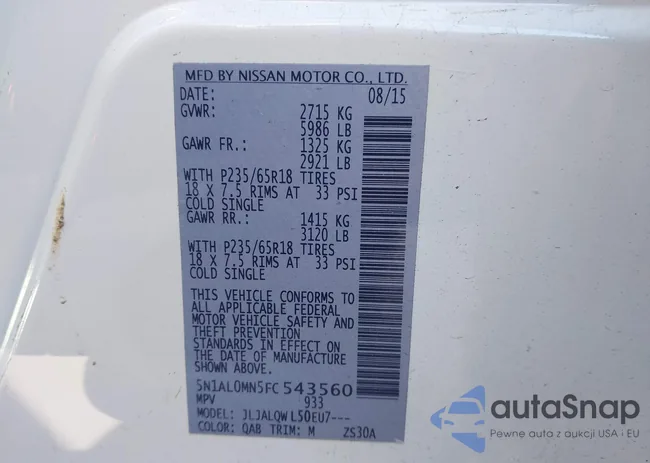 MFD BY NISSAN MOTOR CO., LTD.
DATE: 08/15
GVWR: 2715 KG
5986 LB
GAWR FR.: 1325 KG
2921 LB
WITH P235/65R18 TIRES
18 X 7.5 RIMS AT 33 PSI
COLD SINGLE
GAWR RR.: 1415 KG
3120 LB
WITH P235/65R18 TIRES
18 X 7.5 RIMS AT 33 PSI
COLD SINGLE
THIS VEHICLE CONFORMS TO
ALL APPLICABLE FEDERAL
MOTOR VEHICLE SAFETY AND
THEFT PREVENTION
STANDARDS IN EFFECT ON
THE DATE OF MANUFACTURE
SHOWN ABOVE.
5N1AL0MN5FC543560
MPV 933
MODEL: JLJALQWL50EU7---
COLOR: QAB TRIM: M ZS30A
autaSnap
Pewne auta z aukcji USA · EU